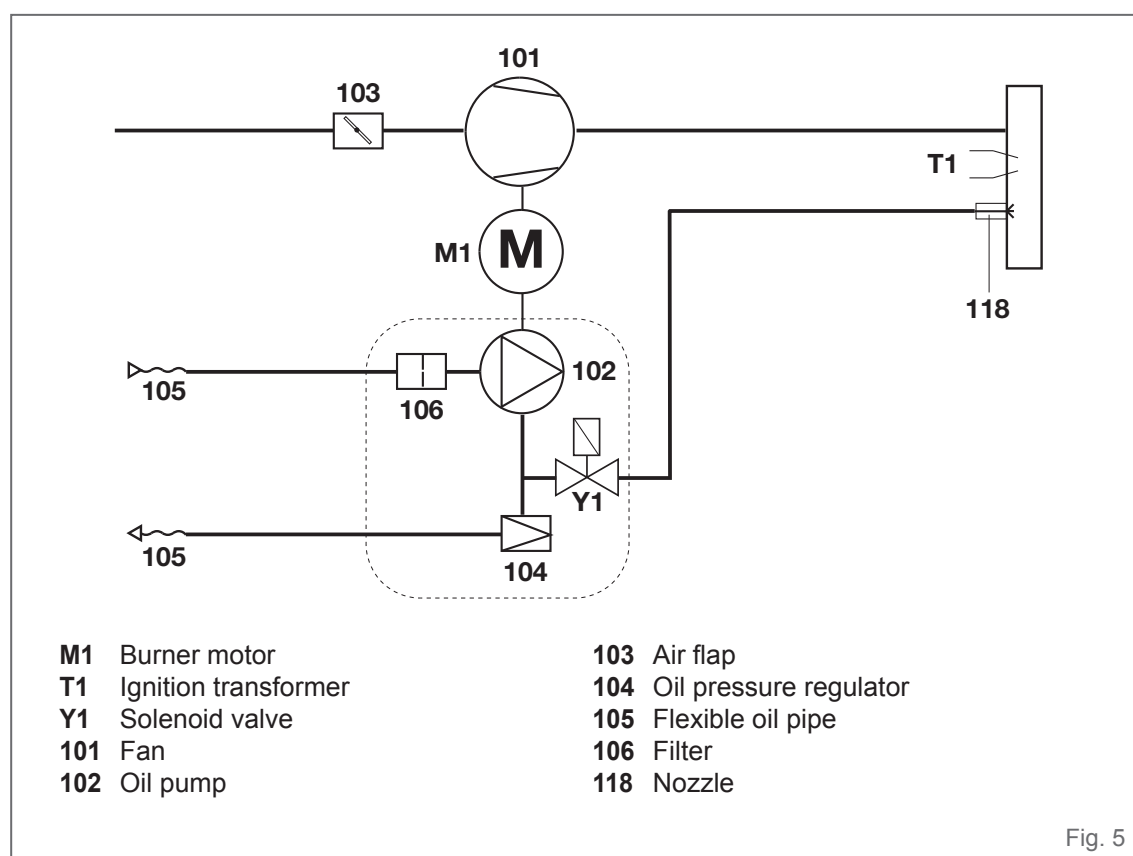 101
103
T1
M1 M
118
102
105
106
Y1
105
104
M1 Burner motor
T1 Ignition transformer
Y1 Solenoid valve
101 Fan
102 Oil pump
103 Air flap
104 Oil pressure regulator
105 Flexible oil pipe
106 Filter
118 Nozzle
Fig. 5